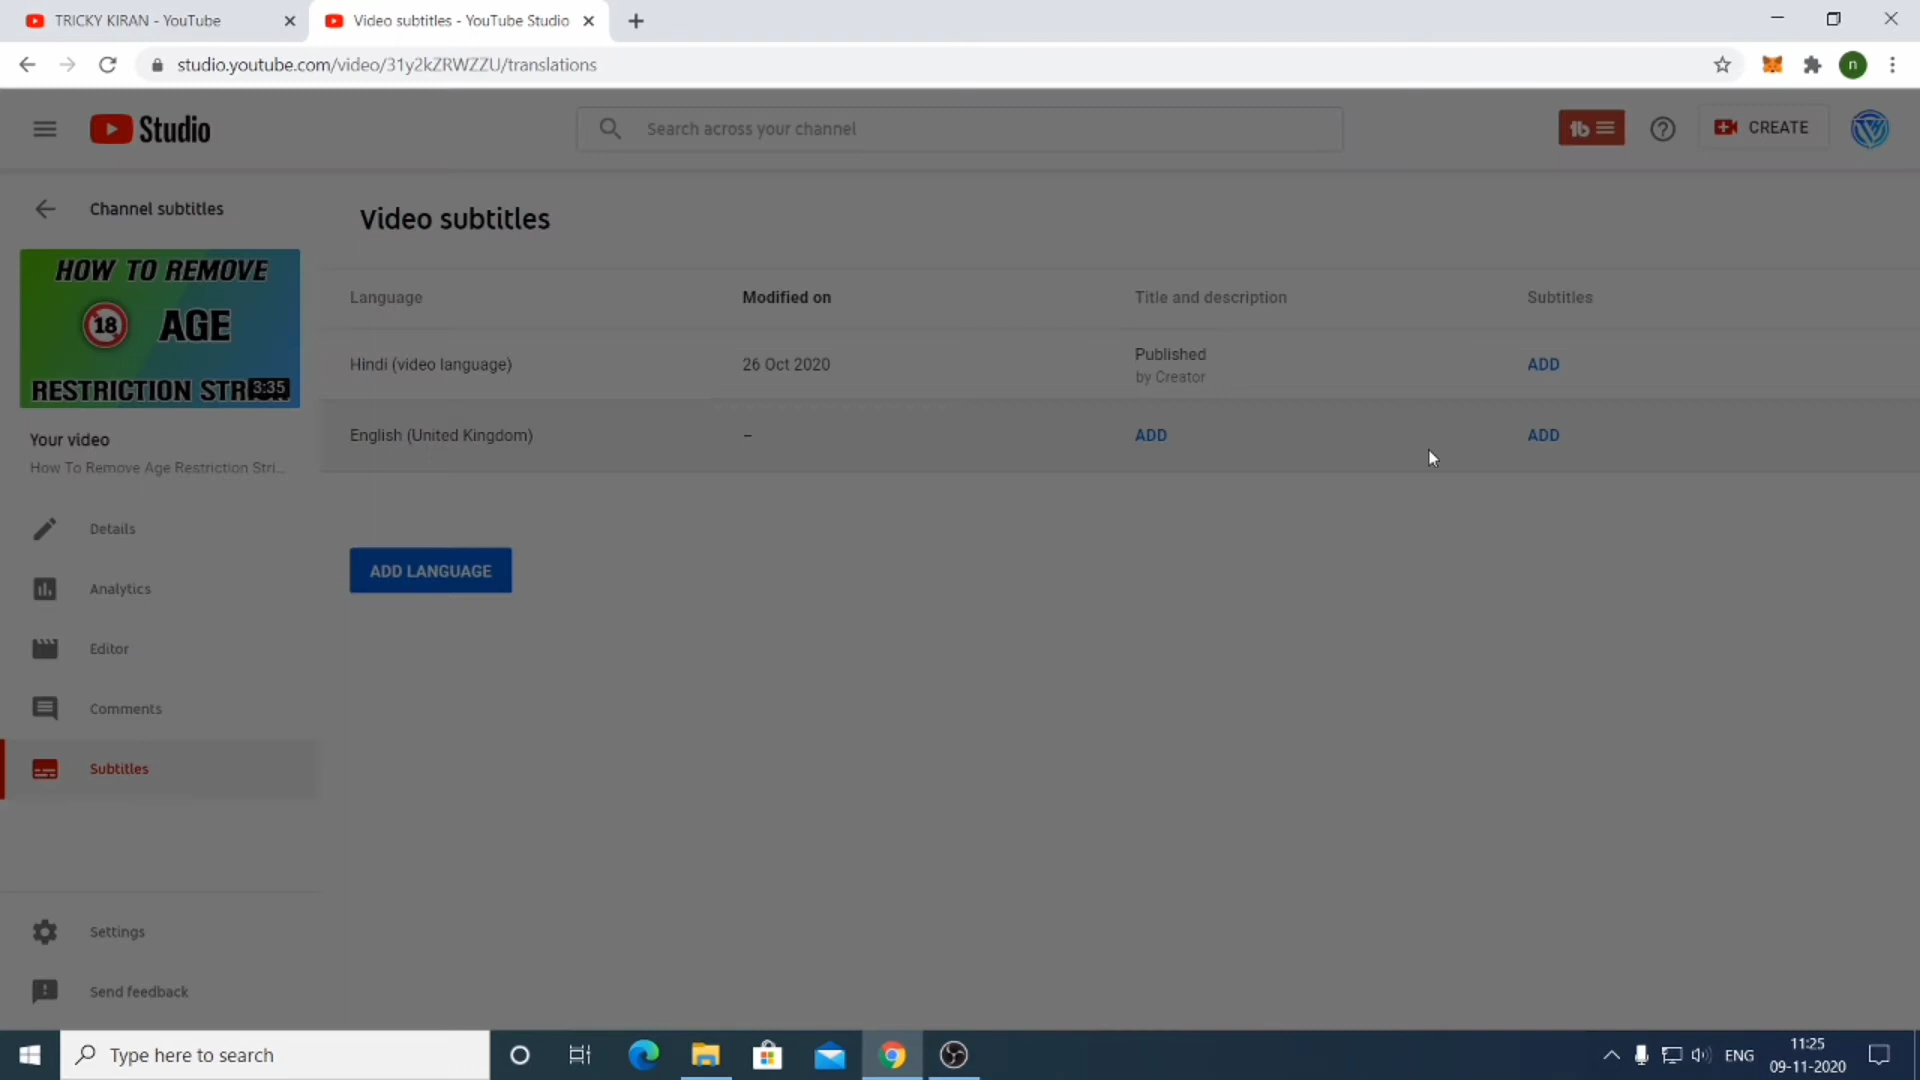 TRICKY KIRAN - YouTube
Video subtitles - YouTube Studio
studio.youtube.com/video/31y2kZRWZZU/translations
n
Studio
Search across your channel
CREATE
Channel subtitles
Video subtitles
HOW TO REMOVE
18 AGE
RESTRICTION
3:35
Language
Modified on
Title and description
Subtitles
Hindi (video language)
26 Oct 2020
Published
by Creator
ADD
English (United Kingdom)
–
ADD
ADD
Your video
How To Remove Age Restriction Stri...
ADD LANGUAGE
Details
Analytics
Editor
Comments
Subtitles
Settings
Send feedback
Type here to search
ENG
11:25
09-11-2020